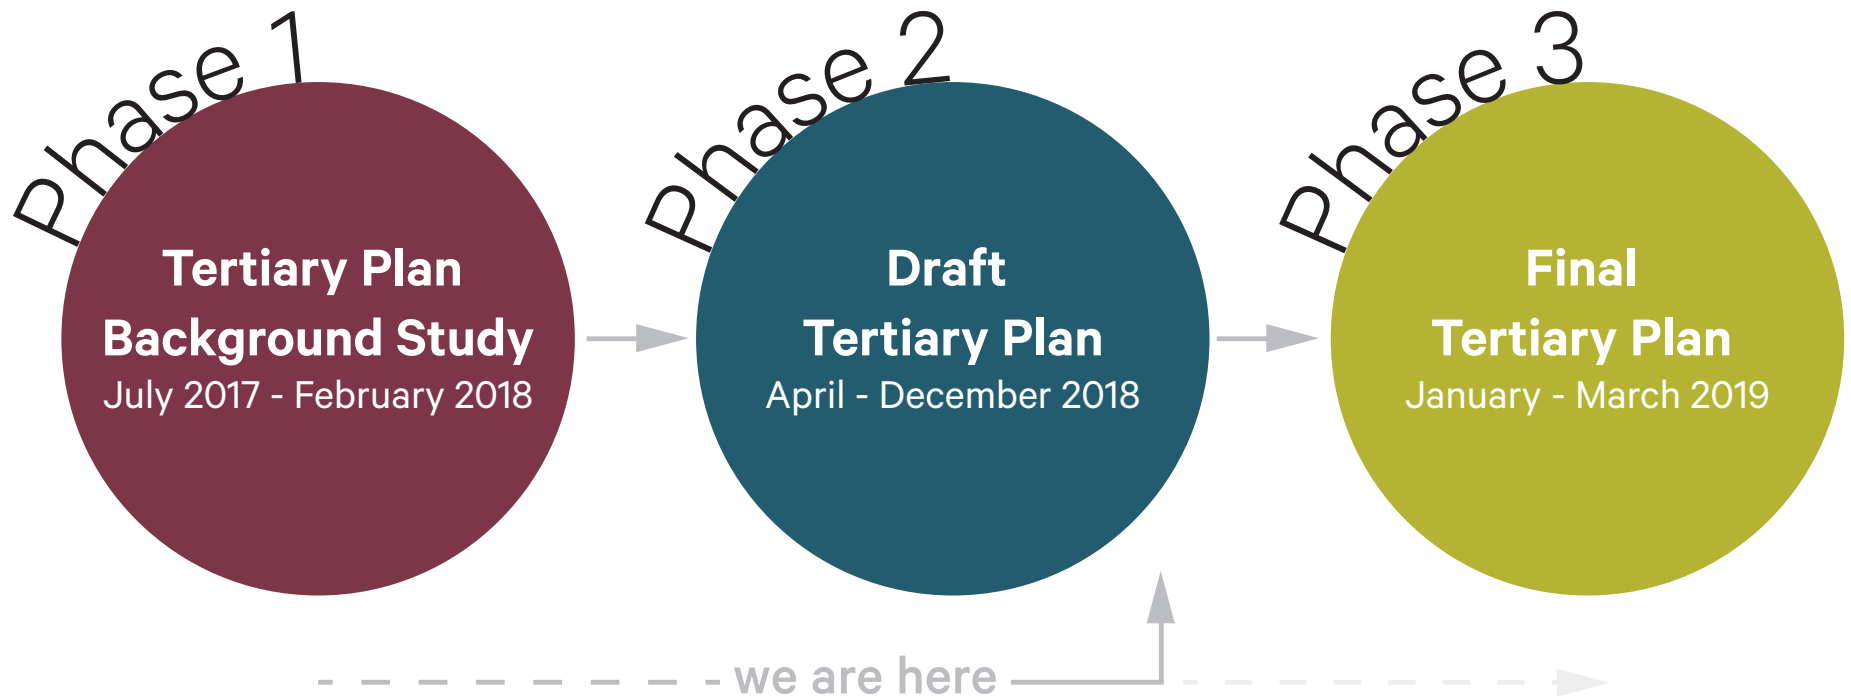 Phase 1
Tertiary Plan
Background Study
July 2017 - February 2018
Phase 2
Draft
Tertiary Plan
April - December 2018
Phase 3
Final
Tertiary Plan
January - March 2019
we are here